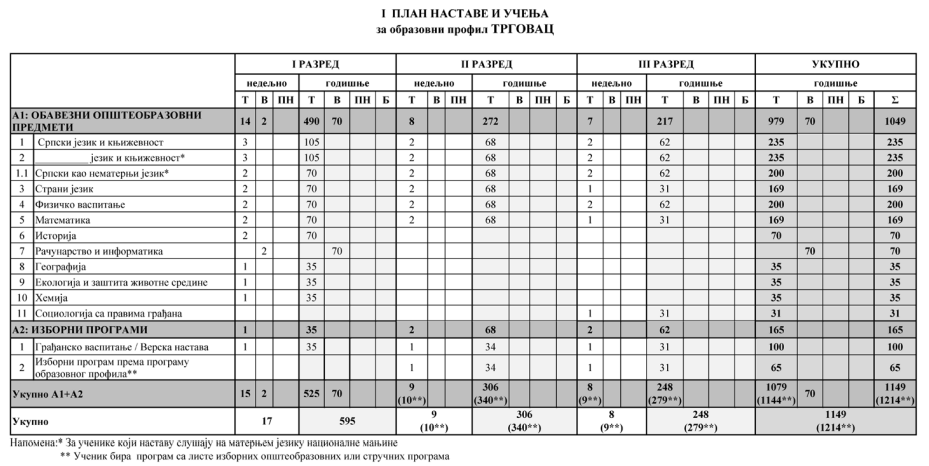 I ПЛАН НАСТАВЕ И УЧЕЊА
за образовни профил ТРГОВАЦ
I РАЗРЕД II РАЗРЕД III РАЗРЕД УКУПНО
недељно годишње недељно годишње недељно годишње годишње
Т В ПН Т В ПН Б Т В ПН Т В ПН Б Т В ПН Т В ПН Б Т В ПН Б Σ
А1: ОБАВЕЗНИ ОПШТЕОБРАЗОВНИ
ПРЕДМЕТИ 14 2 490 70 8 272 7 217 979 70 1049
1 Српски језик и књижевност 3 105 2 68 2 62 235 235
2 ___________ језик и књижевност* 3 105 2 68 2 62 235 235
1.1 Српски као нематерњи језик* 2 70 2 68 2 62 200 200
3 Страни језик 2 70 2 68 1 31 169 169
4 Физичко васпитање 2 70 2 68 2 62 200 200
5 Математика 2 70 2 68 1 31 169 169
6 Историја 2 70 70 70
7 Рачунарство и информатика 2 70 70 70
8 Географија 1 35 35 35
9 Екологија и заштита животне средине 1 35 35 35
10 Хемија 1 35 35 35
11 Социологија са правима грађана 1 31 31 31
А2: ИЗБОРНИ ПРОГРАМИ 1 35 2 68 2 62 165 165
1 Грађанско васпитање / Верска настава 1 35 1 34 1 31 100 100
2 Изборни програм према програму
образовног профила** 1 34 1 31 65 65
Укупно А1+А2 15 2 525 70 9 306 8 248 1079 70 1149
(10**) (340**) (9**) (279**) (1144**) (1214**)
Укупно 17 595 9 306 8 248 1149
(10**) (340**) (9**) (279**) (1214**)
Напомена:* За ученике који наставу слушају на матерњем језику националне мањине
** Ученик бира програм са листе изборних општеобразовних или стручних програма